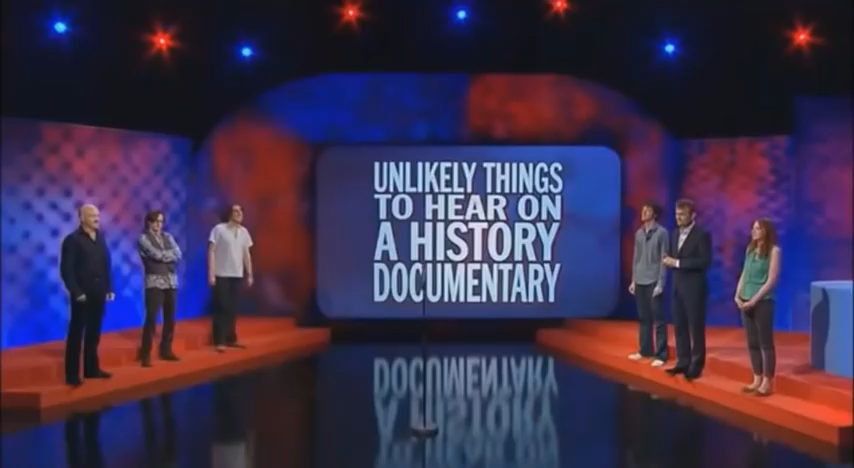 UNLIKELY THINGS
TO HEAR ON
A HISTORY
DOCUMENTARY